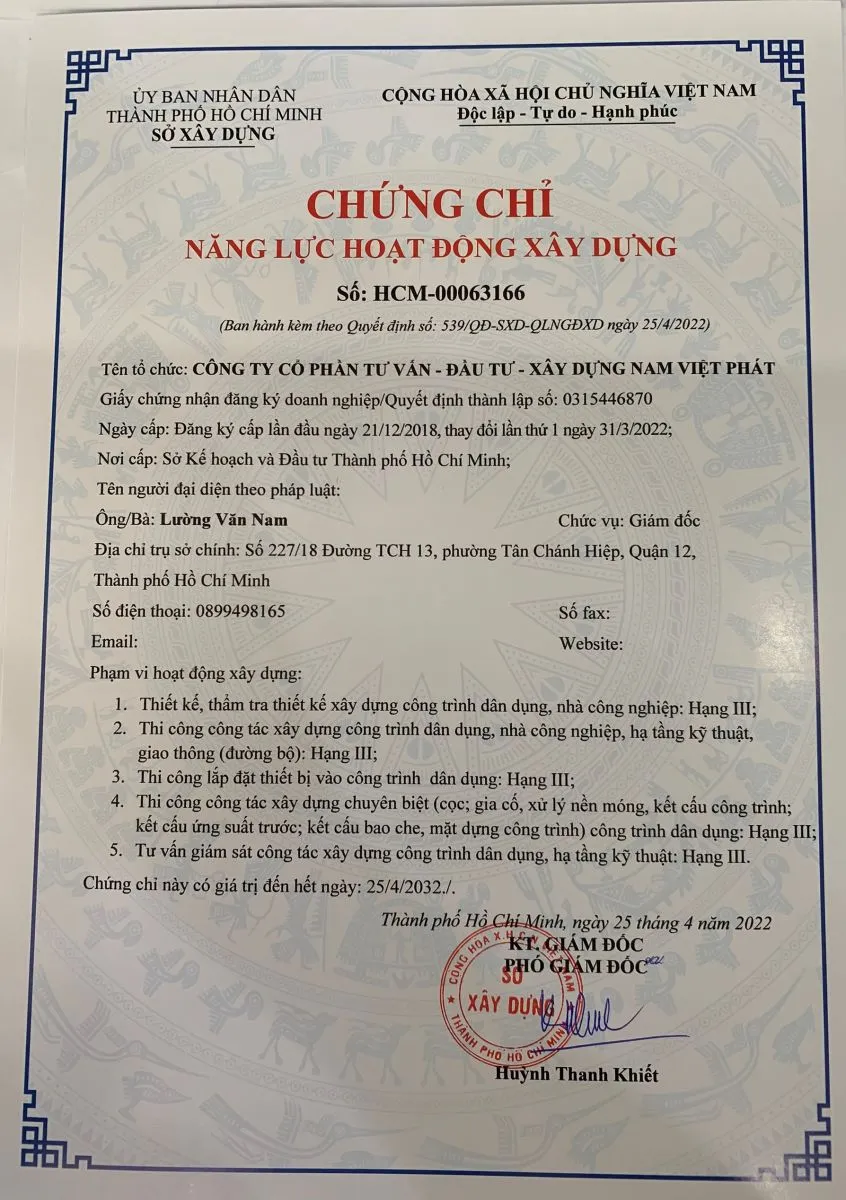 ỦY BAN NHÂN DÂN
THÀNH PHỐ HỒ CHÍ MINH
SỞ XÂY DỰNG
CỘNG HÒA XÃ HỘI CHỦ NGHĨA VIỆT NAM
Độc lập - Tự do - Hạnh phúc
CHỨNG CHỈ
NĂNG LỰC HOẠT ĐỘNG XÂY DỰNG
Số: HCM-00063166
(Ban hành kèm theo Quyết định số: 539/QĐ-SXD-QLNGĐXD ngày 25/4/2022)
Tên tổ chức: CÔNG TY CỔ PHẦN TƯ VẤN - ĐẦU TƯ - XÂY DỰNG NAM VIỆT PHÁT
Giấy chứng nhận đăng ký doanh nghiệp/Quyết định thành lập số: 0315446870
Ngày cấp: Đăng ký cấp lần đầu ngày 21/12/2018, thay đổi lần thứ 1 ngày 31/3/2022;
Nơi cấp: Sở Kế hoạch và Đầu tư Thành phố Hồ Chí Minh;
Tên người đại diện theo pháp luật:
Ông/Bà: Lường Văn Nam Chức vụ: Giám đốc
Địa chỉ trụ sở chính: Số 227/18 Đường TCH 13, phường Tân Chánh Hiệp, Quận 12,
Thành phố Hồ Chí Minh
Số điện thoại: 0899498165 Số fax:
Email: Website:
Phạm vi hoạt động xây dựng:
1. Thiết kế, thẩm tra thiết kế xây dựng công trình dân dụng, nhà công nghiệp: Hạng III;
2. Thi công công tác xây dựng công trình dân dụng, nhà công nghiệp, hạ tầng kỹ thuật,
giao thông (đường bộ): Hạng III;
3. Thi công lắp đặt thiết bị vào công trình dân dụng: Hạng III;
4. Thi công công tác xây dựng chuyên biệt (cọc; gia cố, xử lý nền móng, kết cấu công trình;
kết cấu ứng suất trước; kết cấu bao che, mặt dựng công trình) công trình dân dụng: Hạng III;
5. Tư vấn giám sát công tác xây dựng công trình dân dụng, hạ tầng kỹ thuật: Hạng III.
Chứng chỉ này có giá trị đến hết ngày: 25/4/2032./.
Thành phố Hồ Chí Minh, ngày 25 tháng 4 năm 2022
KT. GIÁM ĐỐC
PHÓ GIÁM ĐỐC
CỘNG HÒA X.H.C.N VIỆT NAM
SỞ
XÂY DỰNG
THÀNH PHỐ HỒ CHÍ MINH
Huỳnh Thanh Khiết